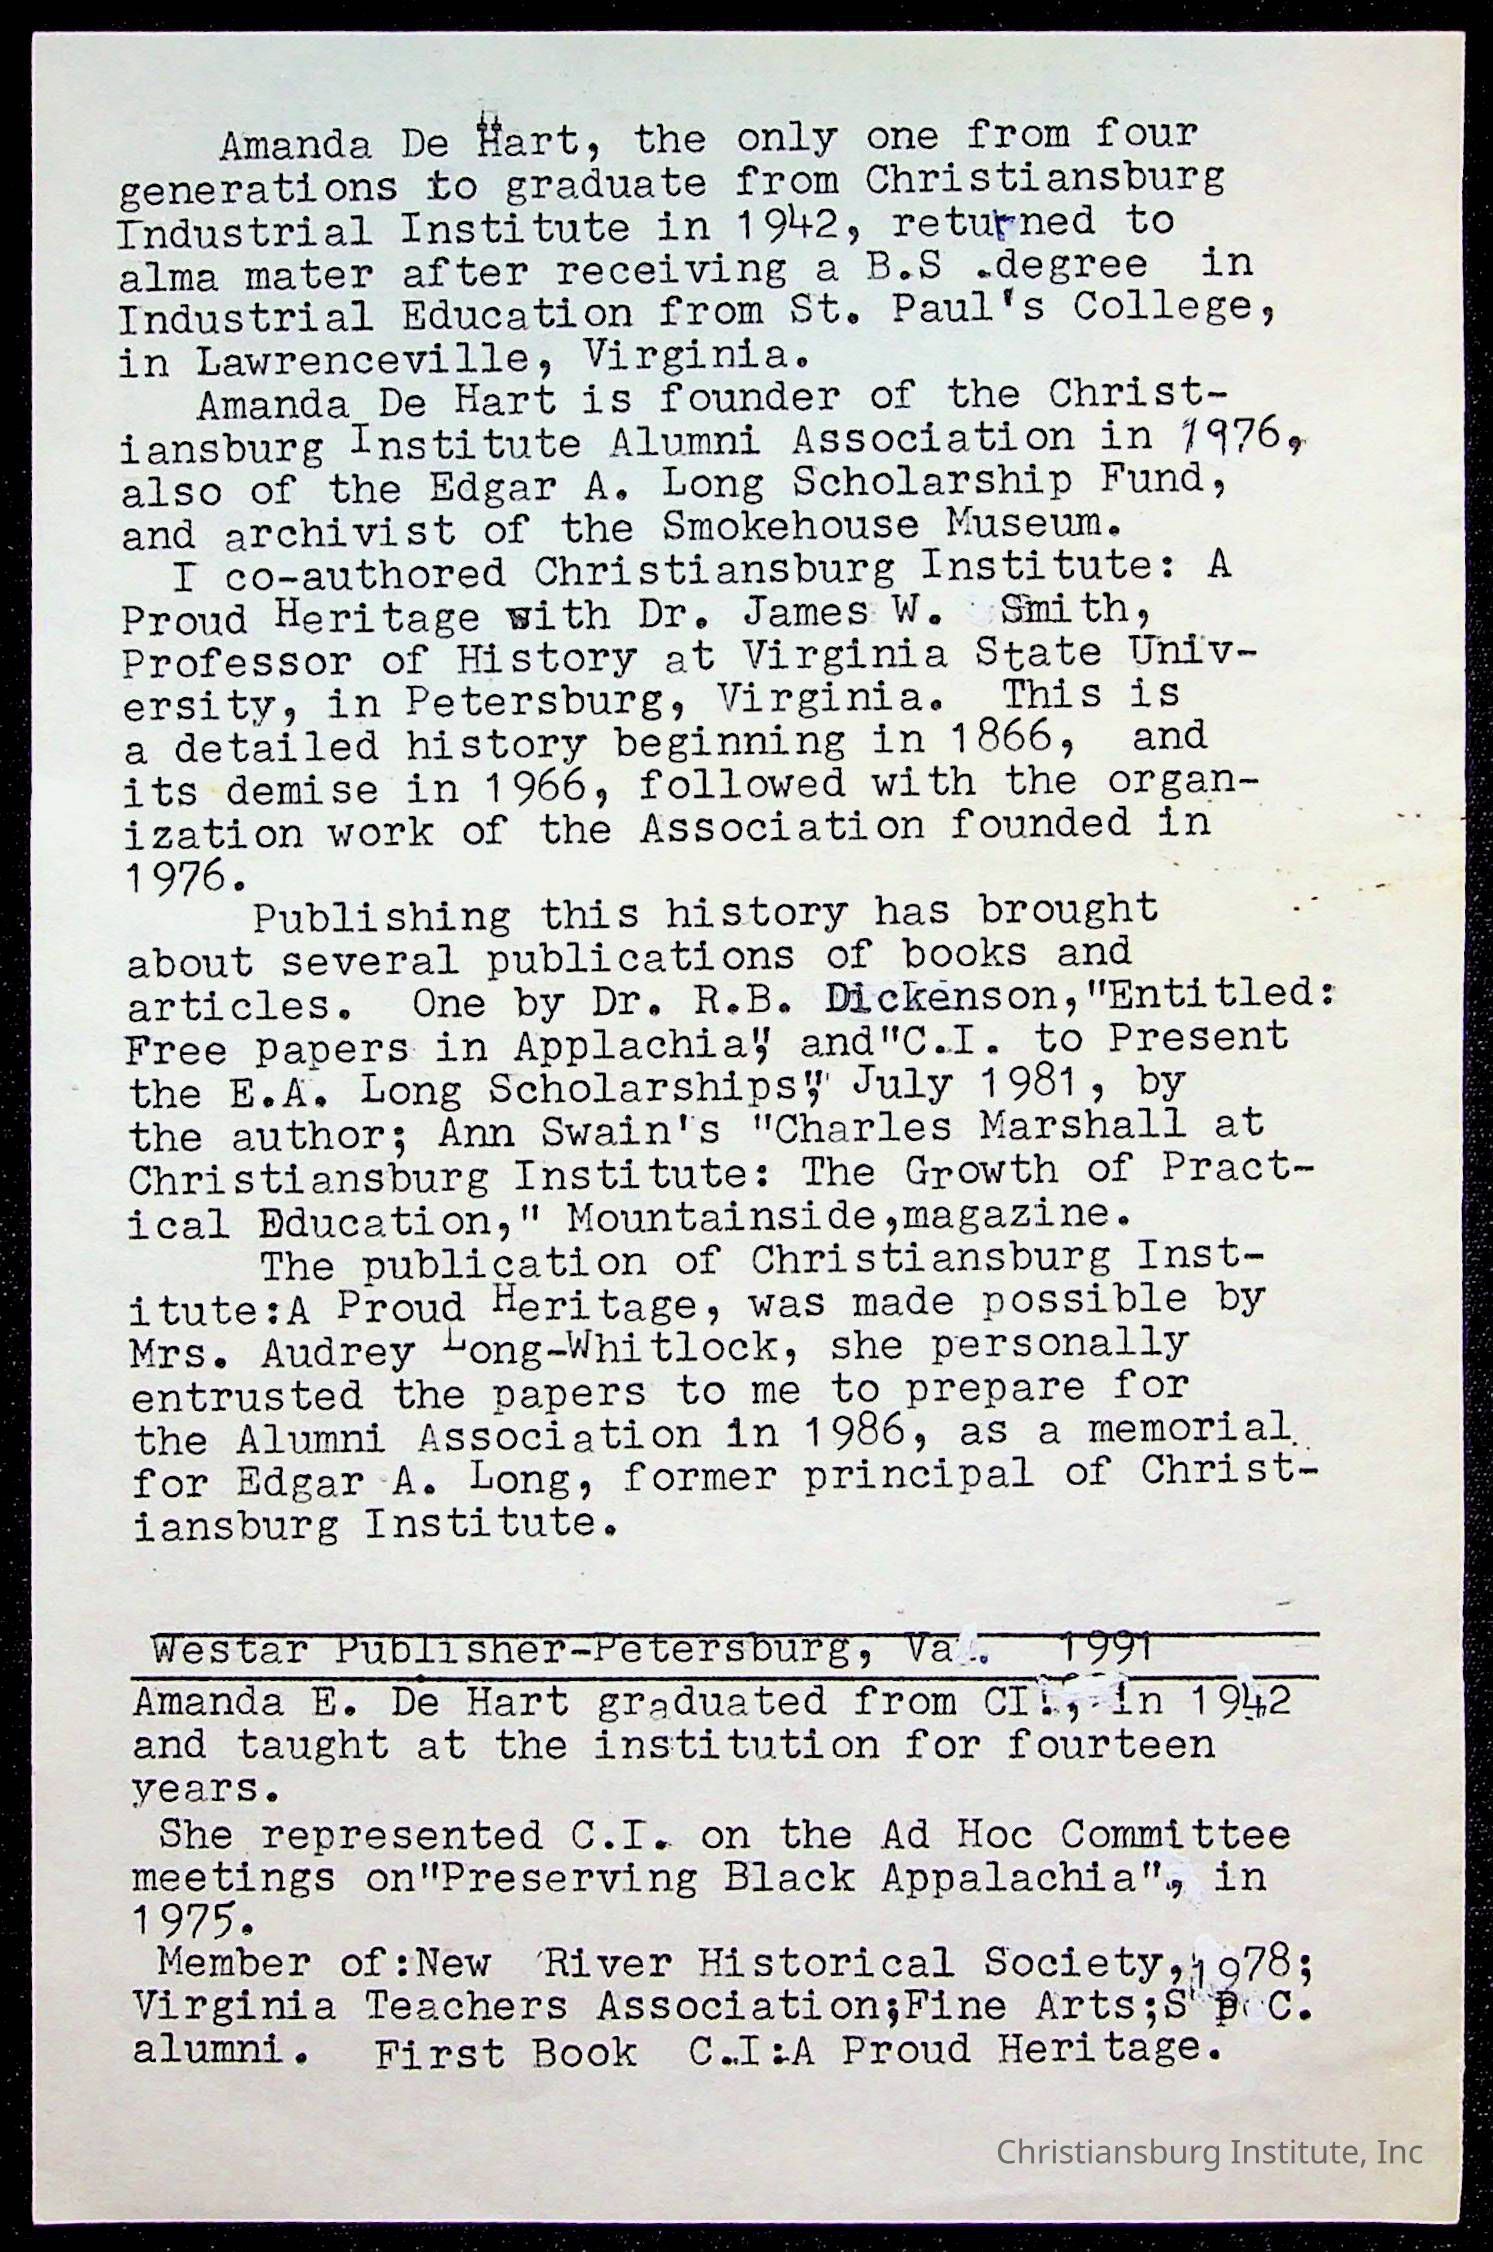 Amanda De Hart, the only one from four
generations to graduate from Christiansburg
Industrial Institute in 1942, returned to
alma mater after receiving a B.S .degree in
Industrial Education from St. Paul's College,
in Lawrenceville, Virginia.
Amanda De Hart is founder of the Christ-
iansburg Institute Alumni Association in 1976,
also of the Edgar A. Long Scholarship Fund,
and archivist of the Smokehouse Museum.
I co-authored Christiansburg Institute: A
Proud Heritage with Dr. James W. Smith,
Professor of History at Virginia State Univ-
ersity, in Petersburg, Virginia. This is
a detailed history beginning in 1866, and
its demise in 1966, followed with the organ-
ization work of the Association founded in
1976.
Publishing this history has brought
about several publications of books and
articles. One by Dr. R.B. Dickenson,"Entitled:
Free papers in Applachia", and"C.I. to Present
the E.A. Long Scholarships", July 1981, by
the author; Ann Swain's "Charles Marshall at
Christiansburg Institute: The Growth of Pract-
ical Education," Mountainside,magazine.
The publication of Christiansburg Inst-
itute:A Proud Heritage, was made possible by
Mrs. Audrey Long-Whitlock, she personally
entrusted the papers to me to prepare for
the Alumni Association in 1986, as a memorial
for Edgar A. Long, former principal of Christ-
iansburg Institute.
Westar Publisher-Petersburg, Va. 1991
Amanda E. De Hart graduated from CI., in 1942
and taught at the institution for fourteen
years.
She represented C.I. on the Ad Hoc Committee
meetings on"Preserving Black Appalachia", in
1975.
Member of:New River Historical Society,1978;
Virginia Teachers Association;Fine Arts;S P C.
alumni. First Book C.I:A Proud Heritage.
Christiansburg Institute, Inc